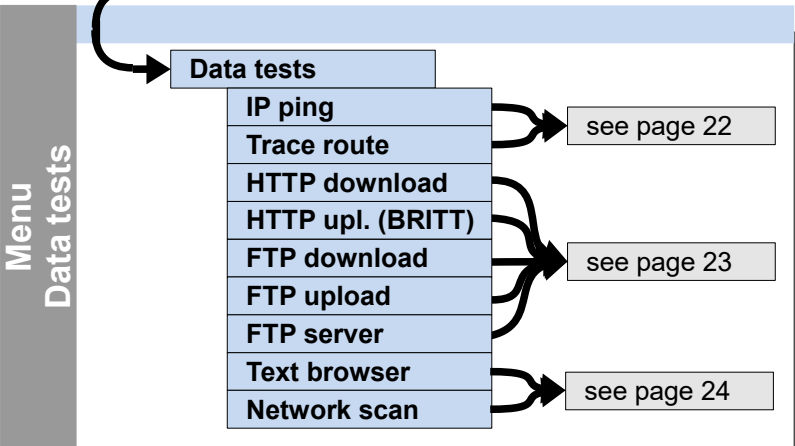 Menu
Data tests
Data tests
IP ping
Trace route
see page 22
HTTP download
HTTP upl. (BRITT)
FTP download
FTP upload
FTP server
see page 23
Text browser
Network scan
see page 24